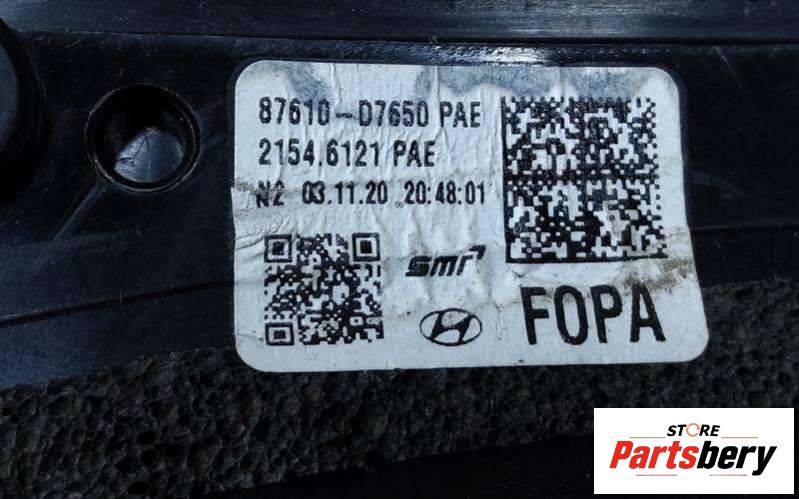 87610-D7650 PAE
2154.6121 PAE
N2 03.11.20 20:48:01
smr
FOPA
STORE
Partsbery